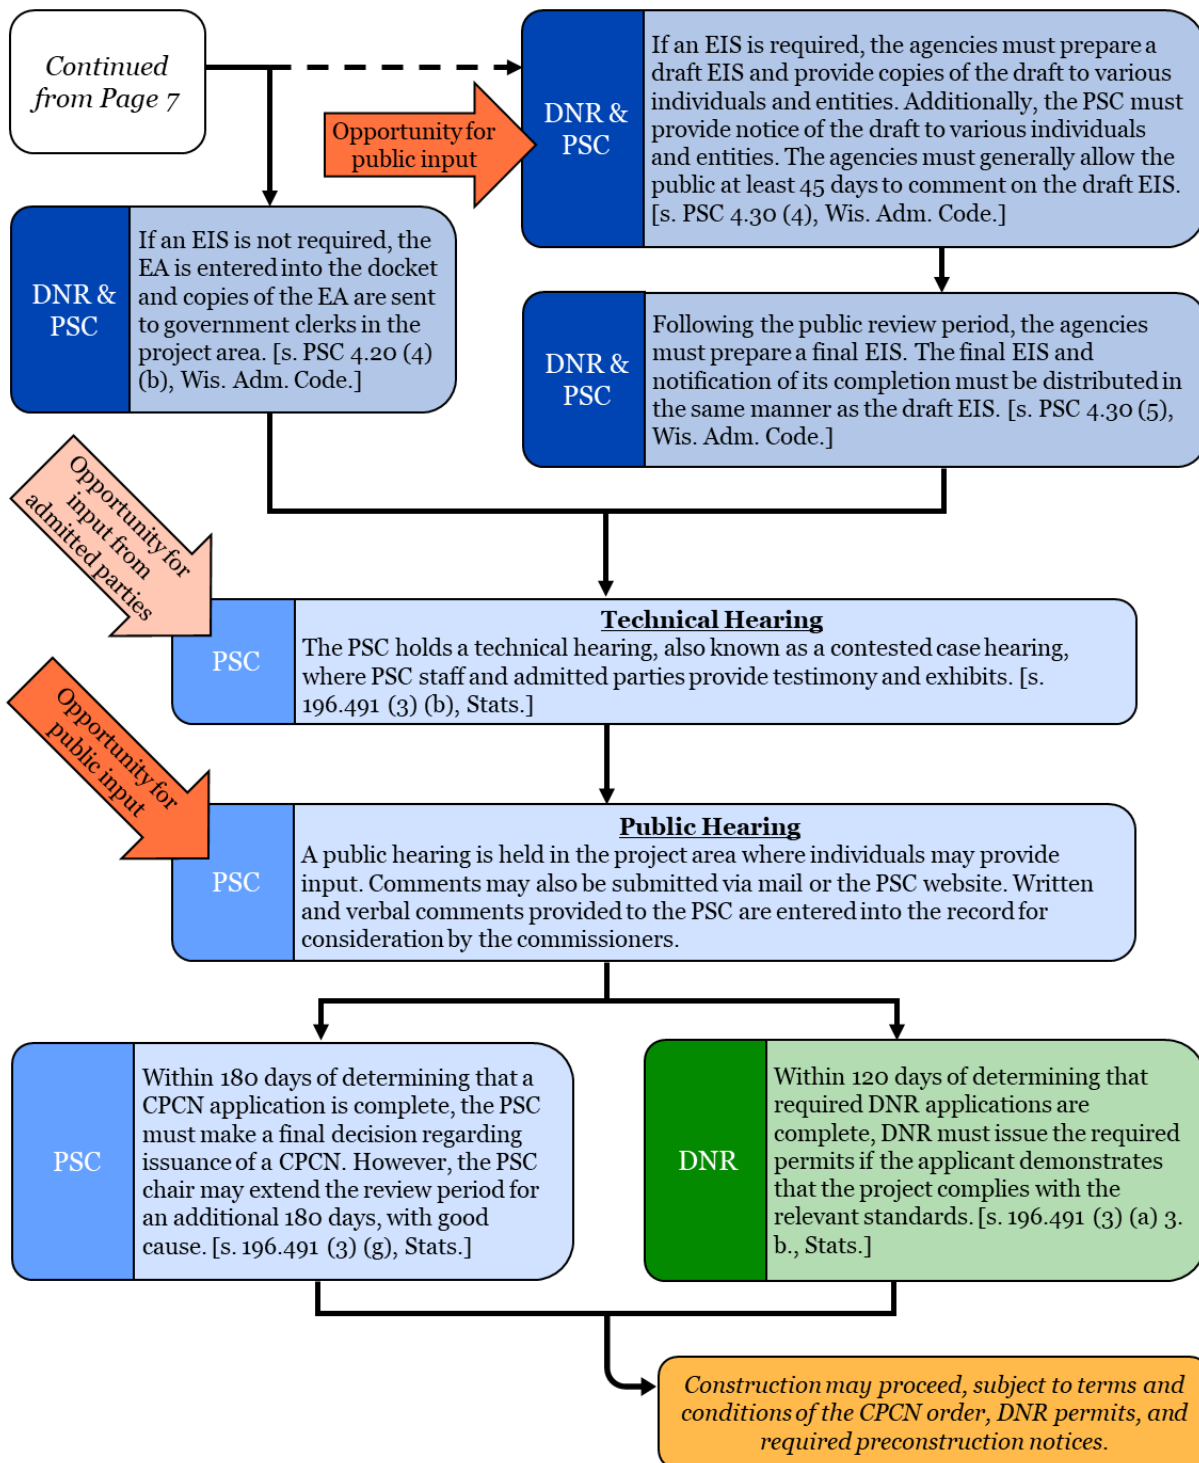 Continued
from Page 7
Opportunity for
public input
DNR &
PSC
If an EIS is required, the agencies must prepare a
draft EIS and provide copies of the draft to various
individuals and entities. Additionally, the PSC must
provide notice of the draft to various individuals
and entities. The agencies must generally allow the
public at least 45 days to comment on the draft EIS.
[s. PSC 4.30 (4), Wis. Adm. Code.]
DNR &
PSC
If an EIS is not required, the
EA is entered into the docket
and copies of the EA are sent
to government clerks in the
project area. [s. PSC 4.20 (4)
(b), Wis. Adm. Code.]
DNR &
PSC
Following the public review period, the agencies
must prepare a final EIS. The final EIS and
notification of its completion must be distributed in
the same manner as the draft EIS. [s. PSC 4.30 (5),
Wis. Adm. Code.]
Opportunity for
input from
admitted parties
PSC
Technical Hearing
The PSC holds a technical hearing, also known as a contested case hearing,
where PSC staff and admitted parties provide testimony and exhibits. [s.
196.491 (3) (b), Stats.]
Opportunity for
public input
PSC
Public Hearing
A public hearing is held in the project area where individuals may provide
input. Comments may also be submitted via mail or the PSC website. Written
and verbal comments provided to the PSC are entered into the record for
consideration by the commissioners.
PSC
Within 180 days of determining that a
CPCN application is complete, the PSC
must make a final decision regarding
issuance of a CPCN. However, the PSC
chair may extend the review period for
an additional 180 days, with good
cause. [s. 196.491 (3) (g), Stats.]
DNR
Within 120 days of determining that
required DNR applications are
complete, DNR must issue the required
permits if the applicant demonstrates
that the project complies with the
relevant standards. [s. 196.491 (3) (a) 3.
b., Stats.]
Construction may proceed, subject to terms and
conditions of the CPCN order, DNR permits, and
required preconstruction notices.